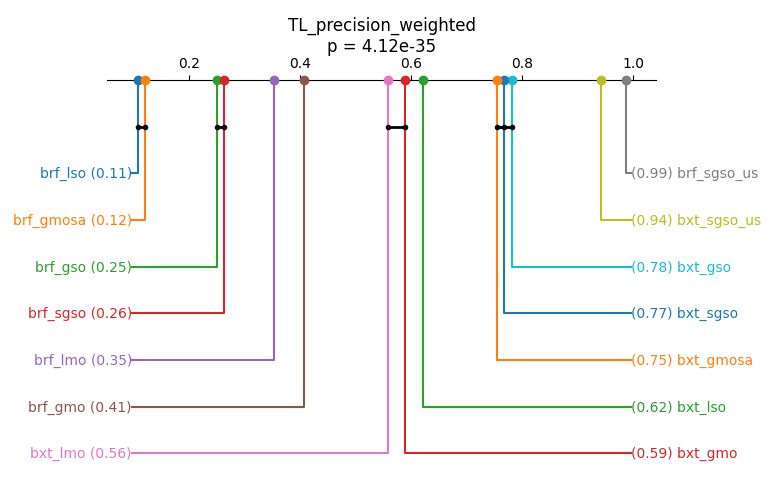 TL_precision_weighted
p = 4.12e-35
0.2 0.4 0.6 0.8 1.0
brf_lso (0.11) (0.99) brf_sgso_us
brf_gmosa (0.12) (0.94) bxt_sgso_us
brf_gso (0.25) (0.78) bxt_gso
brf_sgso (0.26) (0.77) bxt_sgso
brf_lmo (0.35) (0.75) bxt_gmosa
brf_gmo (0.41) (0.62) bxt_lso
bxt_lmo (0.56) (0.59) bxt_gmo